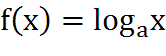 f(x) = logₐx